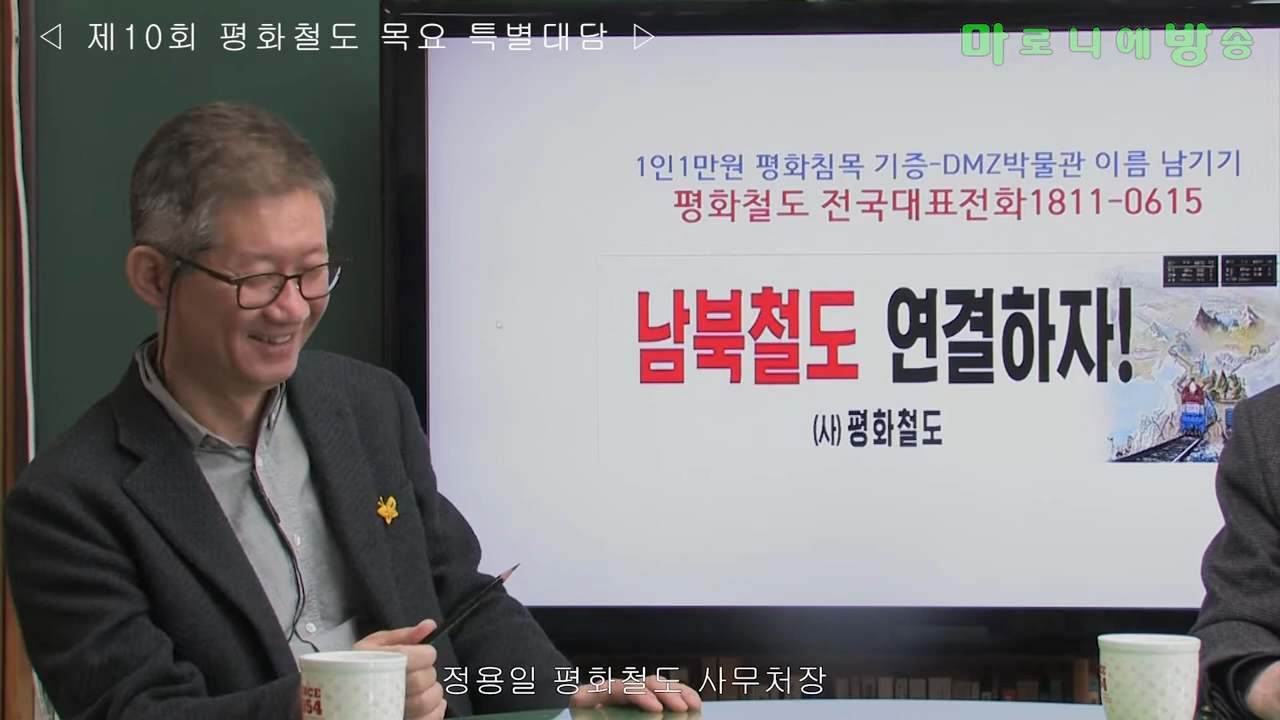 ◁ 제10회 평화철도 목요 특별대담 ▷
마로니에방송
1인1만원 평화침목 기증-DMZ박물관 이름 남기기
평화철도 전국대표전화1811-0615
남북철도 연결하자!
(사) 평화철도
정용일 평화철도 사무처장